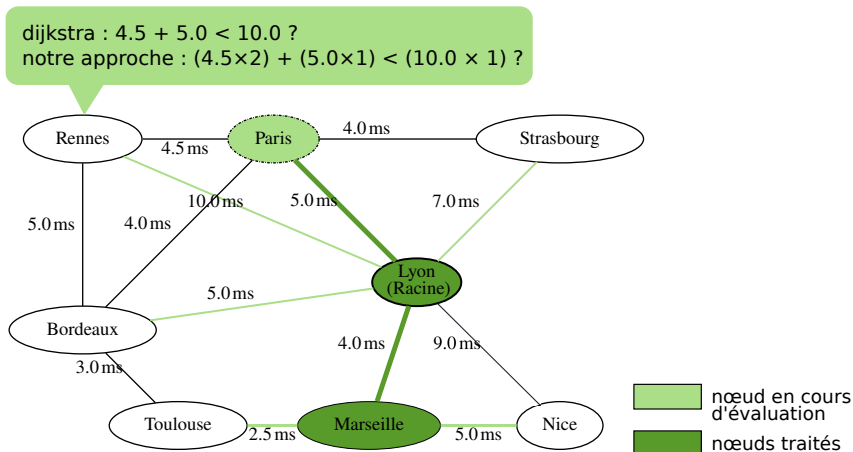 dijkstra : 4.5 + 5.0 < 10.0 ?
notre approche : (4.5×2) + (5.0×1) < (10.0 × 1) ?
Rennes
Paris
Strasbourg
4.5 ms
4.0 ms
5.0 ms
4.0 ms
10.0 ms
5.0 ms
7.0 ms
Lyon
(Racine)
5.0 ms
Bordeaux
4.0 ms
9.0 ms
3.0 ms
Toulouse
Marseille
Nice
2.5 ms
5.0 ms
nœud en cours
d'évaluation
nœuds traités